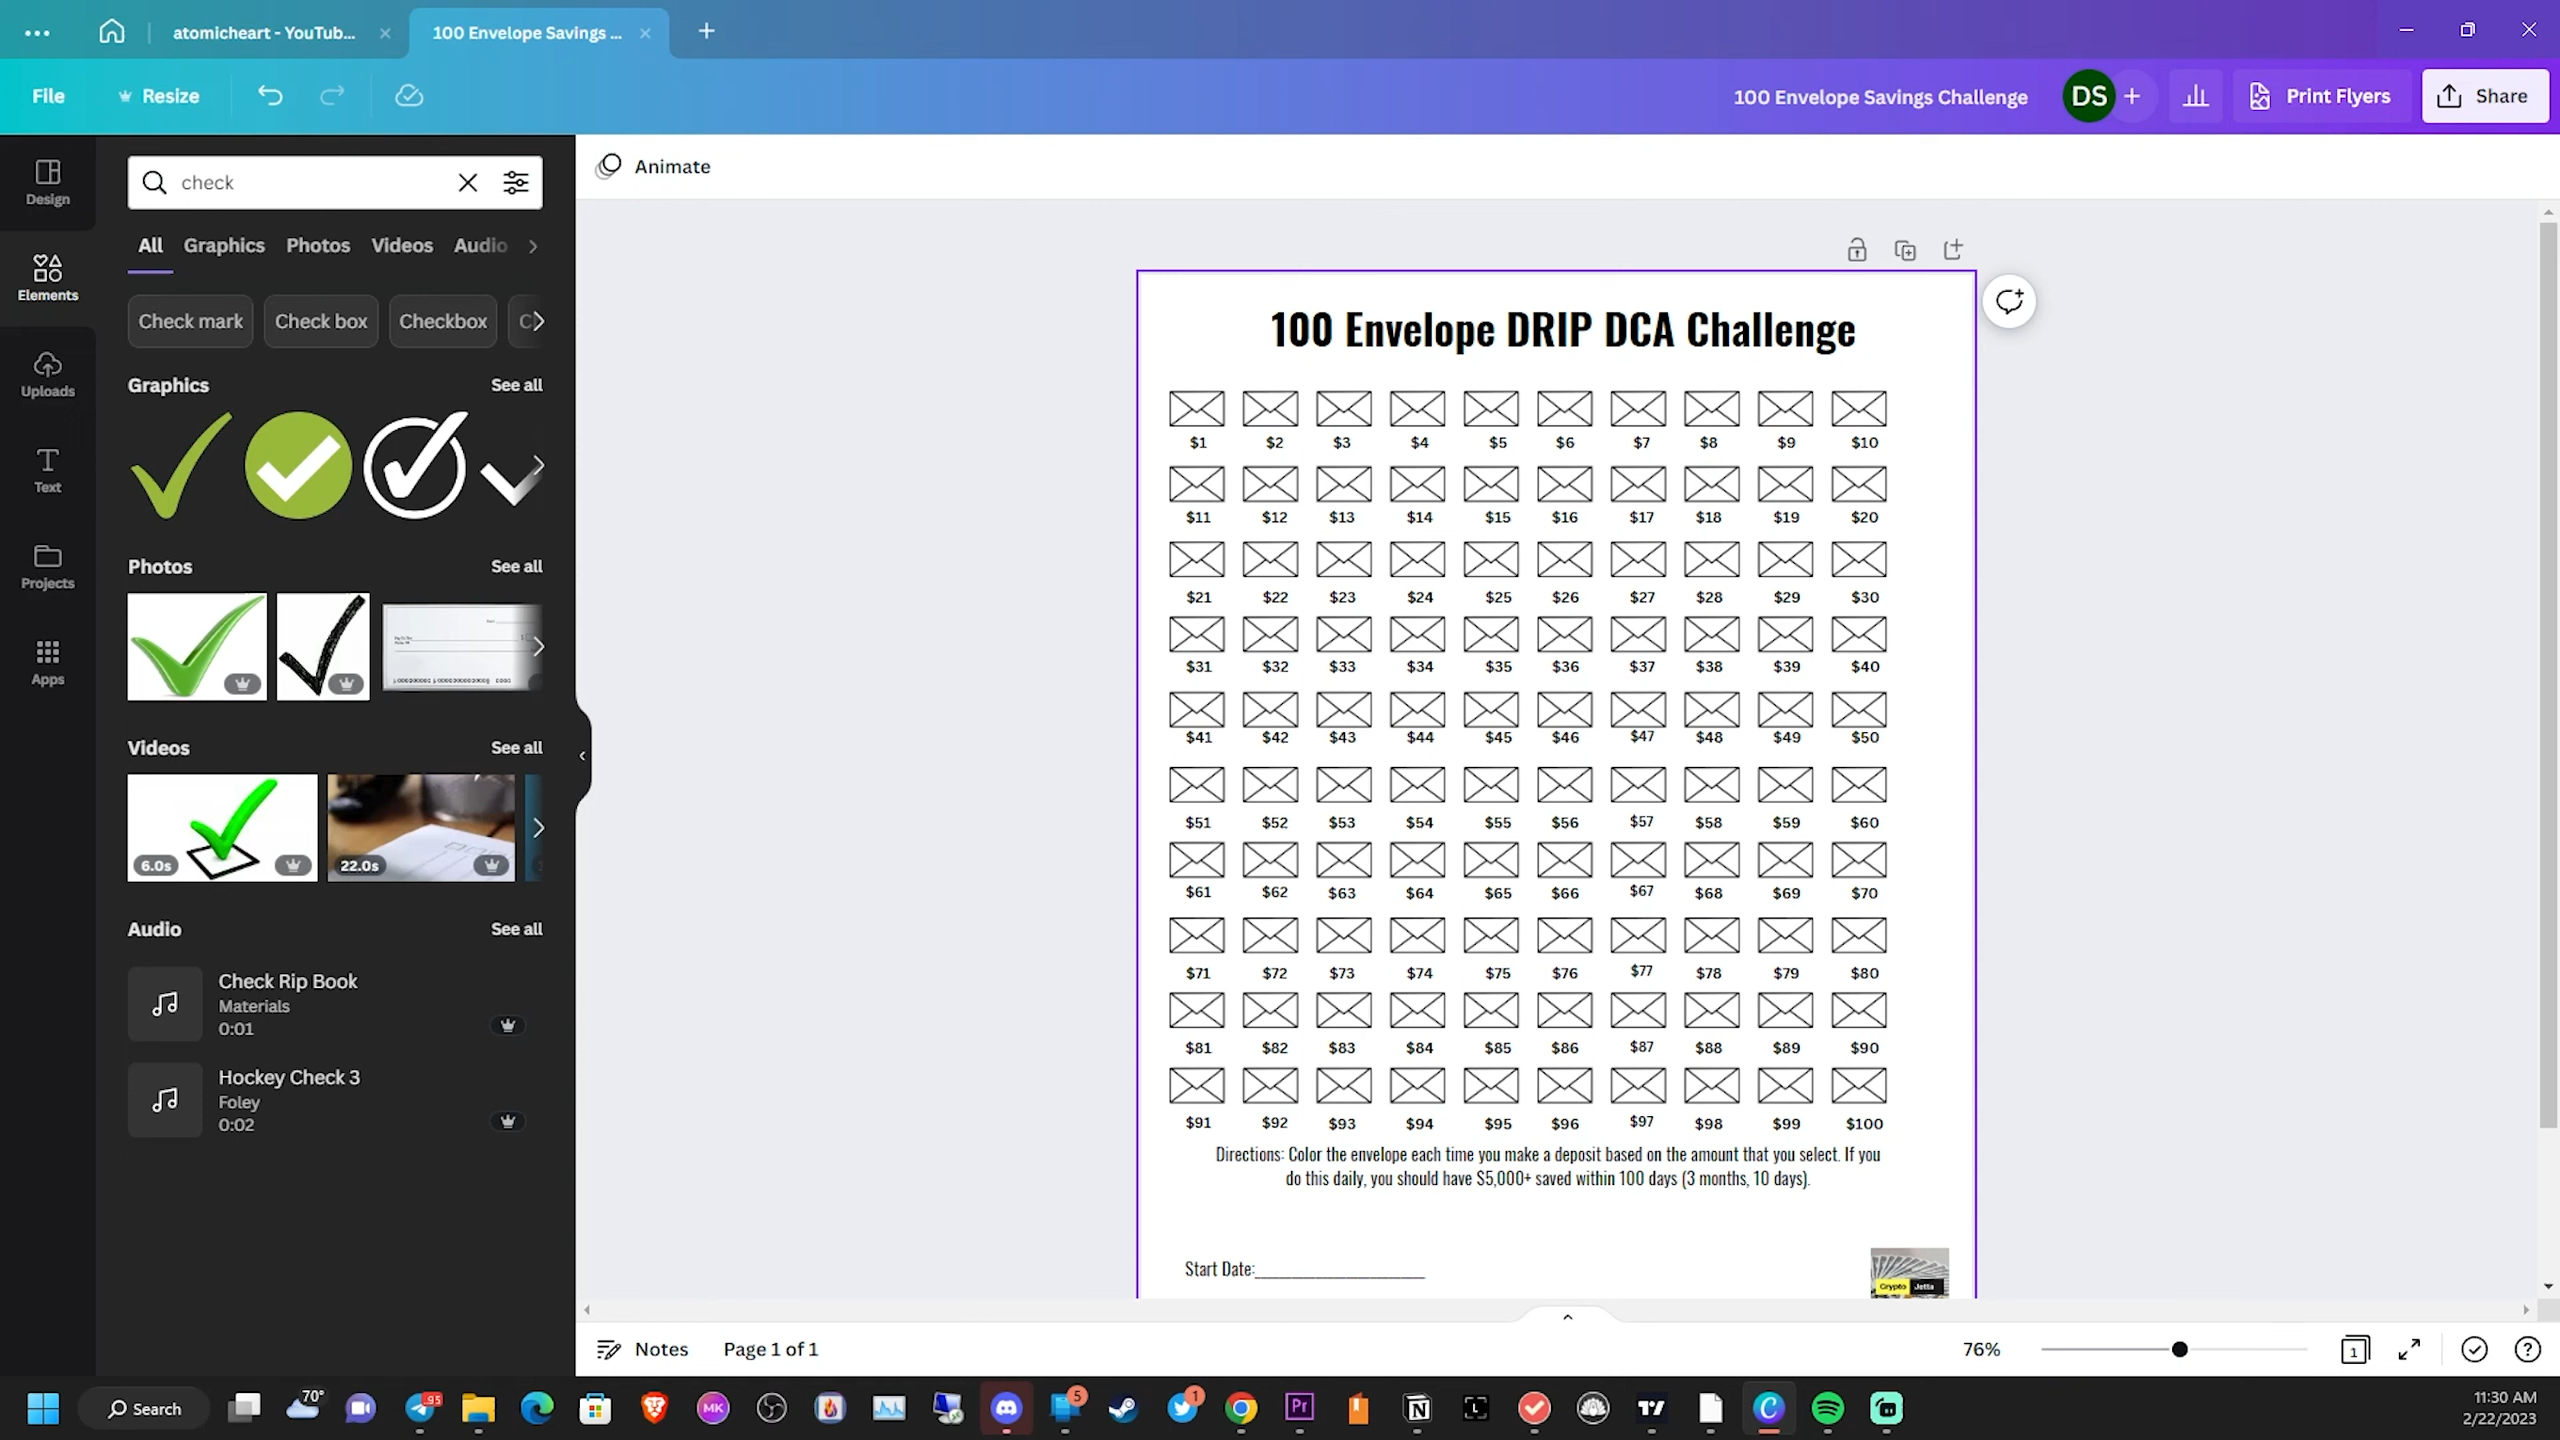 atomicheart - YouTub...
100 Envelope Savings ...
File
Resize
100 Envelope Savings Challenge
DS
Print Flyers
Share
Design
Elements
Uploads
Text
Projects
Apps
check
All Graphics Photos Videos Audio
Check mark Check box Checkbox
Graphics See all
Photos See all
Videos See all
6.0s 22.0s
Audio See all
Check Rip Book
Materials
0:01
Hockey Check 3
Foley
0:02
Animate
100 Envelope DRIP DCA Challenge
$1 $2 $3 $4 $5 $6 $7 $8 $9 $10
$11 $12 $13 $14 $15 $16 $17 $18 $19 $20
$21 $22 $23 $24 $25 $26 $27 $28 $29 $30
$31 $32 $33 $34 $35 $36 $37 $38 $39 $40
$41 $42 $43 $44 $45 $46 $47 $48 $49 $50
$51 $52 $53 $54 $55 $56 $57 $58 $59 $60
$61 $62 $63 $64 $65 $66 $67 $68 $69 $70
$71 $72 $73 $74 $75 $76 $77 $78 $79 $80
$81 $82 $83 $84 $85 $86 $87 $88 $89 $90
$91 $92 $93 $94 $95 $96 $97 $98 $99 $100
Directions: Color the envelope each time you make a deposit based on the amount that you select. If you
do this daily, you should have $5,000+ saved within 100 days (3 months, 10 days).
Start Date:____________________
Crypto Jetta
Notes Page 1 of 1
76%
1
Search
70°
95
MK
5
1
Pr
11:30 AM
2/22/2023